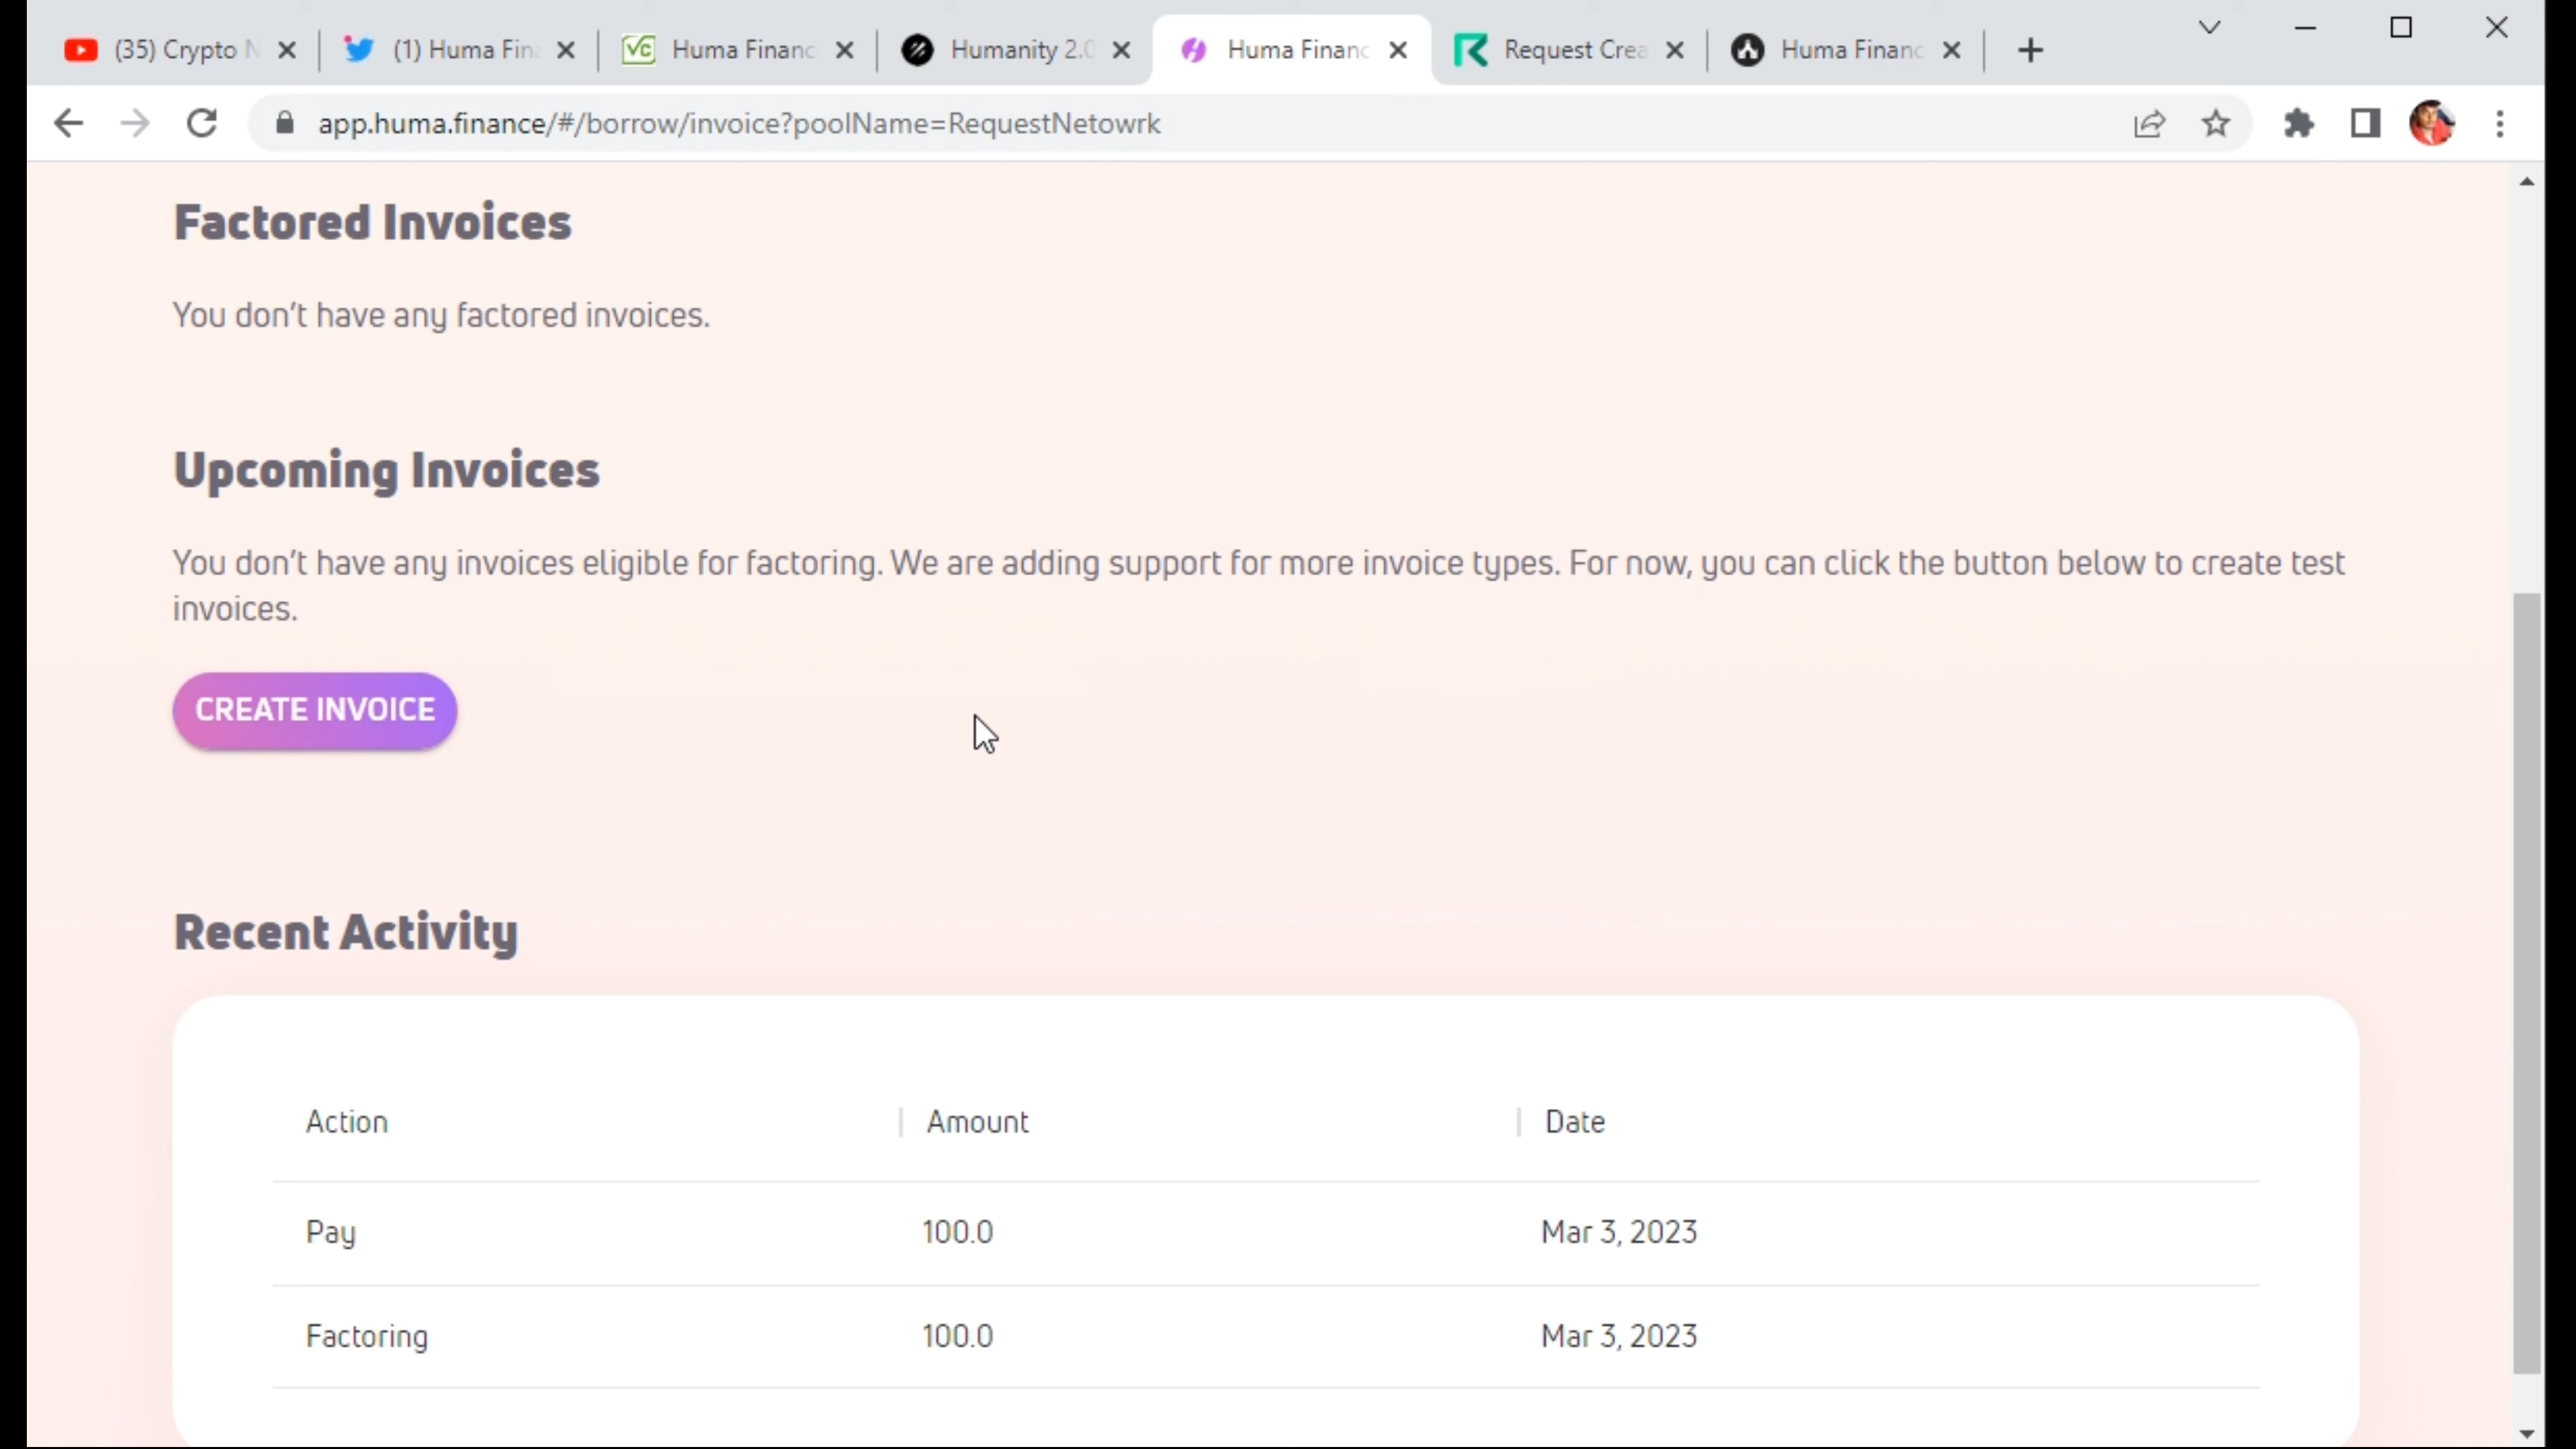 (35) Crypto N
(1) Huma Fin
Huma Financ
Humanity 2.0
Huma Financ
Request Crea
Huma Financ
app.huma.finance/#/borrow/invoice?poolName=RequestNetowrk
Factored Invoices
You don't have any factored invoices.
Upcoming Invoices
You don't have any invoices eligible for factoring. We are adding support for more invoice types. For now, you can click the button below to create test
invoices.
CREATE INVOICE
Recent Activity
Action Amount Date
Pay 100.0 Mar 3, 2023
Factoring 100.0 Mar 3, 2023